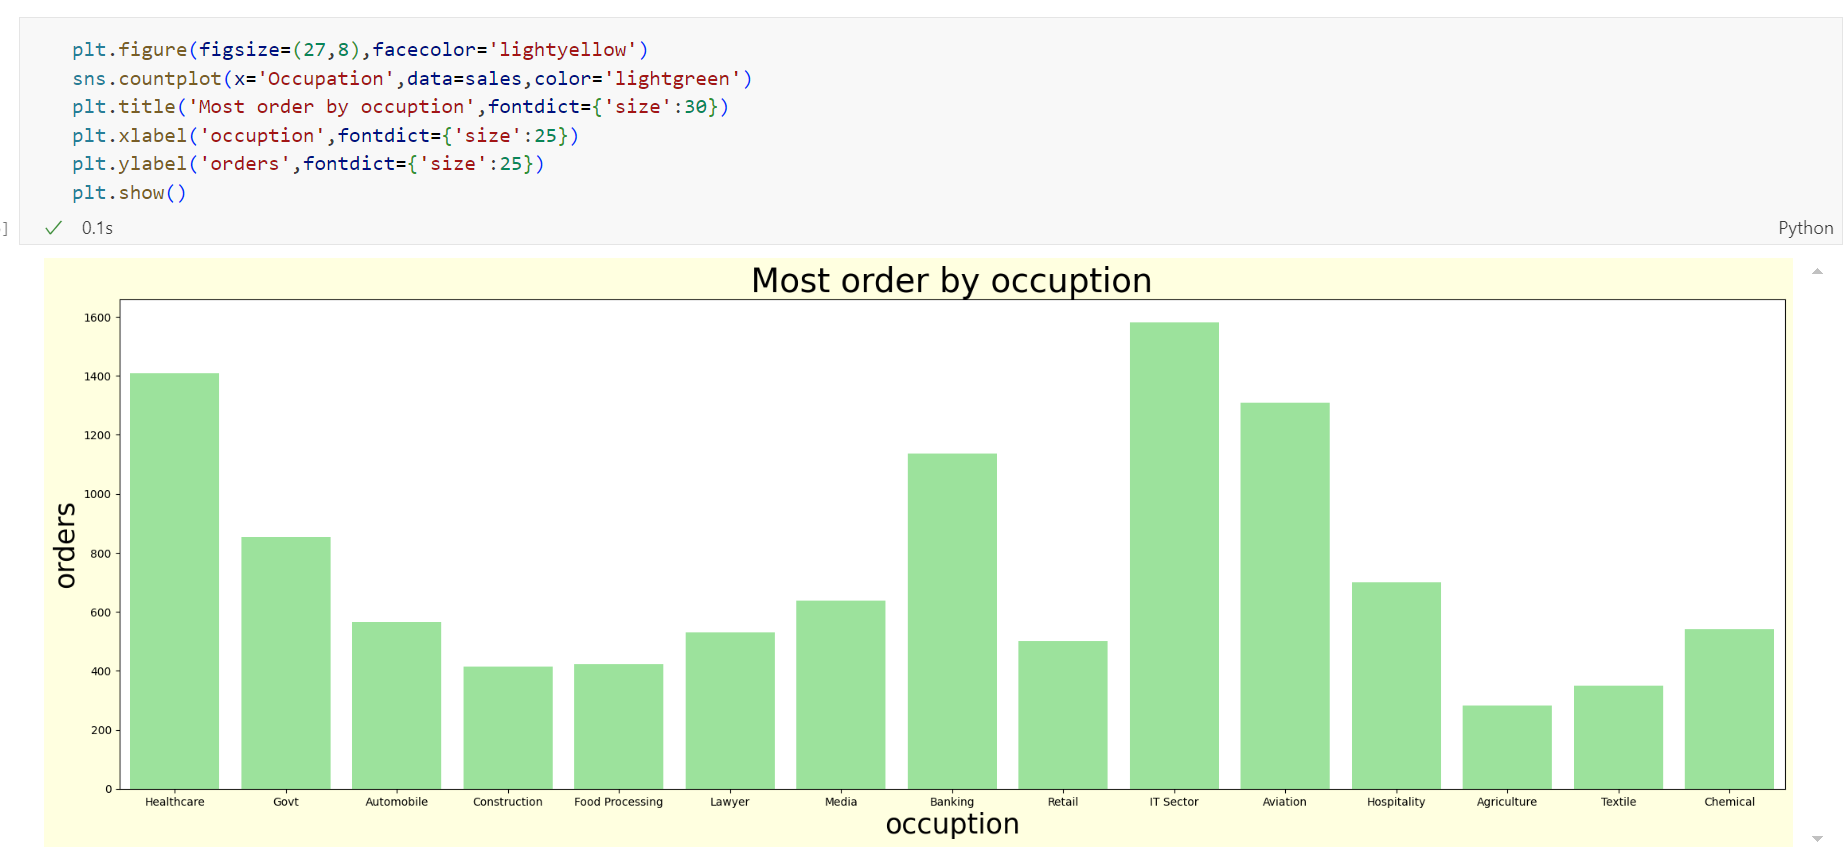 plt.figure(figsize=(27,8),facecolor='lightyellow')
sns.countplot(x='Occupation',data=sales,color='lightgreen')
plt.title('Most order by occuption',fontdict={'size':30})
plt.xlabel('occuption',fontdict={'size':25})
plt.ylabel('orders',fontdict={'size':25})
plt.show()
]
0.1s
Python
Most order by occuption
1600
1400
1200
1000
800
600
400
200
0
orders
Healthcare Govt Automobile Construction Food Processing Lawyer Media Banking Retail IT Sector Aviation Hospitality Agriculture Textile Chemical
occuption